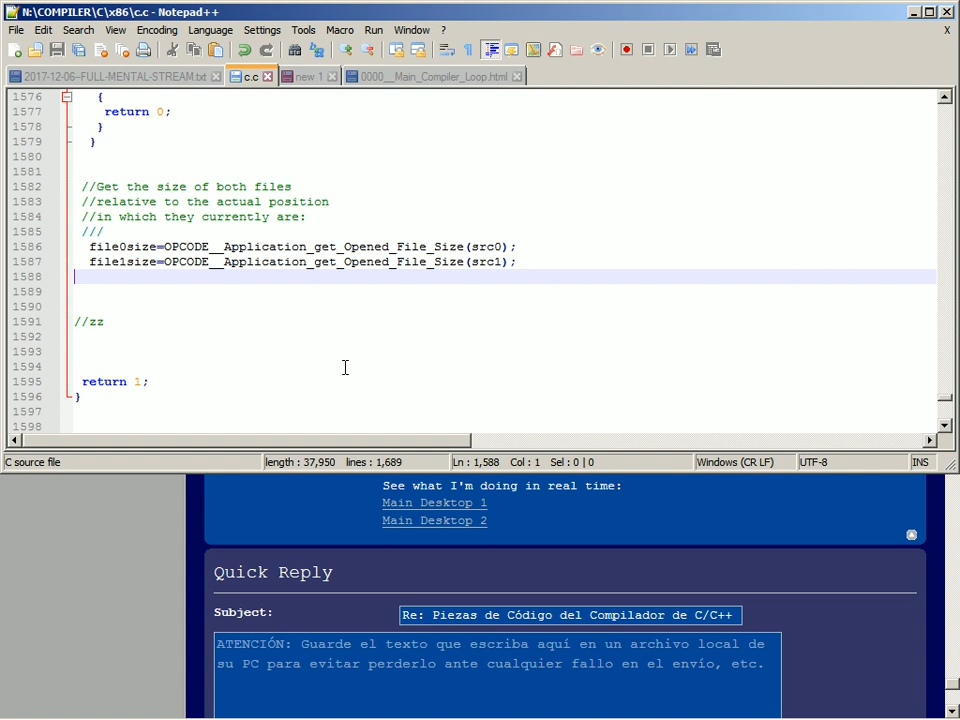 N:\COMPILER\C\x86\c.c - Notepad++
File Edit Search View Encoding Language Settings Tools Macro Run Window ? X
2017-12-06--FULL-MENTAL-STREAM.txt c.c new 1 0000__Main_Compiler_Loop.html
1576 {
1577 return 0;
1578 }
1579 }
1580
1581
1582 //Get the size of both files
1583 //relative to the actual position
1584 //in which they currently are:
1585 ///
1586 file0size=OPCODE__Application_get_Opened_File_Size(src0);
1587 file1size=OPCODE__Application_get_Opened_File_Size(src1);
1588
1589
1590
1591 //zz
1592
1593
1594
1595 return 1;
1596 }
1597
1598
C source file length : 37,950 lines : 1,689 Ln : 1,588 Col : 1 Sel : 0 | 0 Windows (CR LF) UTF-8 INS
See what I'm doing in real time:
Main Desktop 1
Main Desktop 2
Quick Reply
Subject: Re: Piezas de Código del Compilador de C/C++
ATENCIÓN: Guarde el texto que escriba aquí en un archivo local de
su PC para evitar perderlo ante cualquier fallo en el envío, etc.